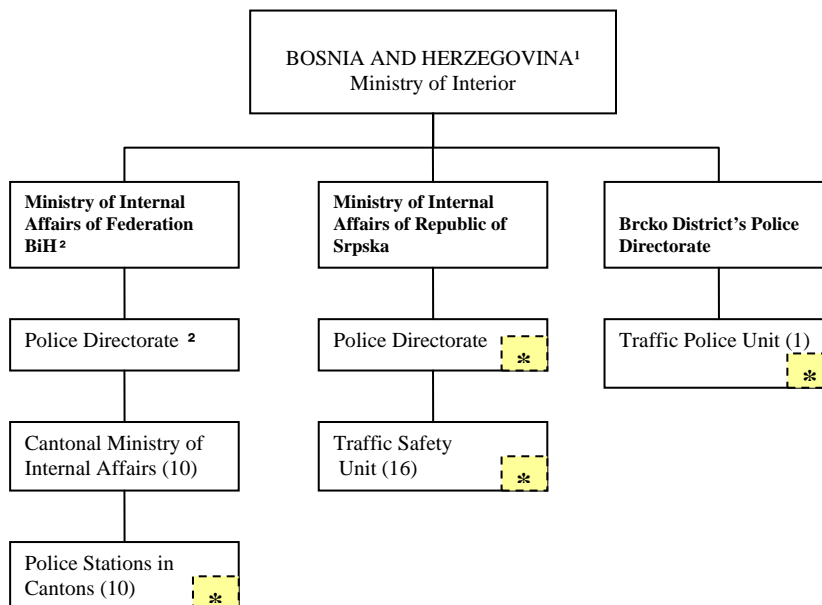 BOSNIA AND HERZEGOVINA¹
Ministry of Interior
Ministry of Internal
Affairs of Federation
BiH²
Ministry of Internal
Affairs of Republic of
Srpska
Brcko District's Police
Directorate
Police Directorate ²
Police Directorate
*
Traffic Police Unit (1)
*
Cantonal Ministry of
Internal Affairs (10)
Traffic Safety
Unit (16)
*
Police Stations in
Cantons (10)
*